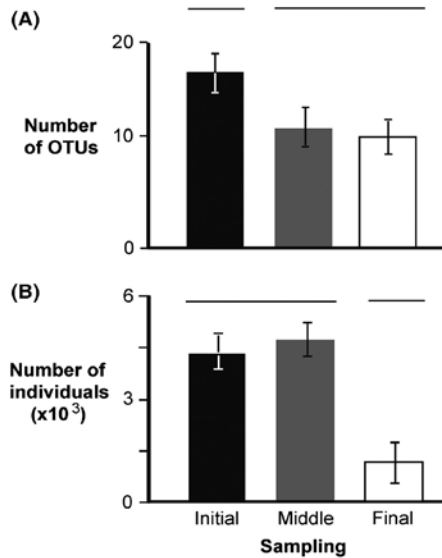 (A)
20
Number
of OTUs
10
0
(B)
6
Number of
individuals
(x10³)
3
0
Initial Middle Final
Sampling